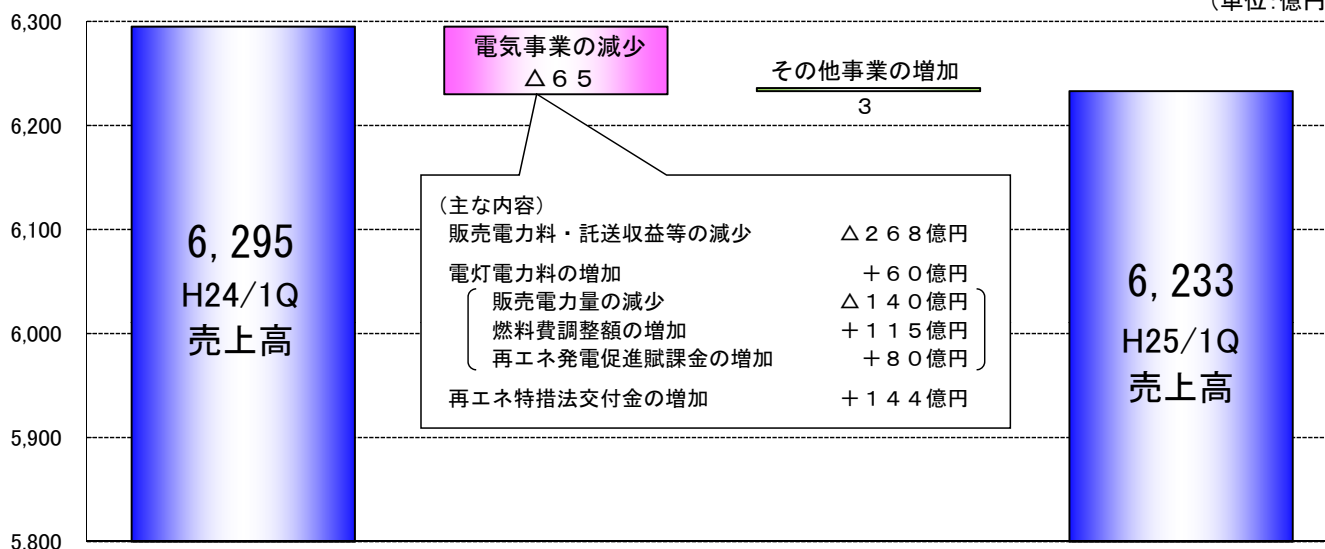 (単位:億円
6,300
6,200
6,100
6,000
5,900
5,800
電気事業の減少
△65
その他事業の増加
3
6,295
H24/1Q
売上高
(主な内容)
販売電力料・託送収益等の減少 △268億円
電灯電力料の増加 +60億円
販売電力量の減少 △140億円
燃料費調整額の増加 +115億円
再エネ発電促進賦課金の増加 +80億円
再エネ特措法交付金の増加 +144億円
6,233
H25/1Q
売上高